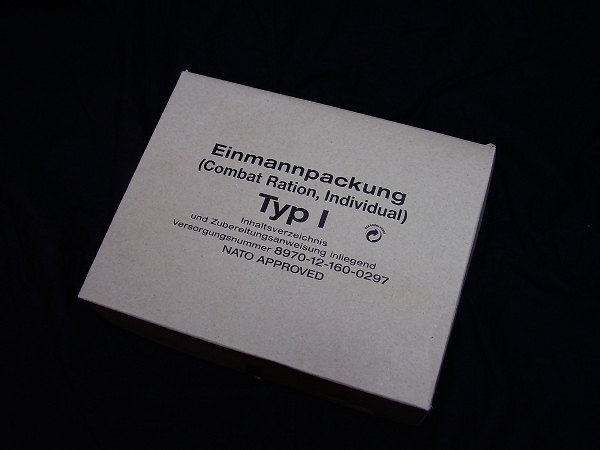 Einmannpackung
(Combat Ration, Individual)
Typ I
Inhaltsverzeichnis
und Zubereitungsanweisung inliegend
Versorgungsnummer 8970-12-160-0297
NATO APPROVED